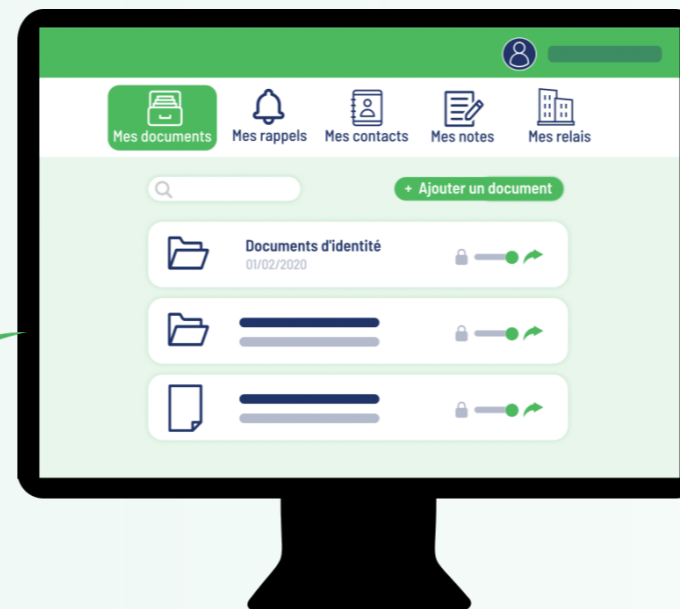 Mes documents
Mes rappels
Mes contacts
Mes notes
Mes relais
+ Ajouter un document
Documents d'identité
01/02/2020